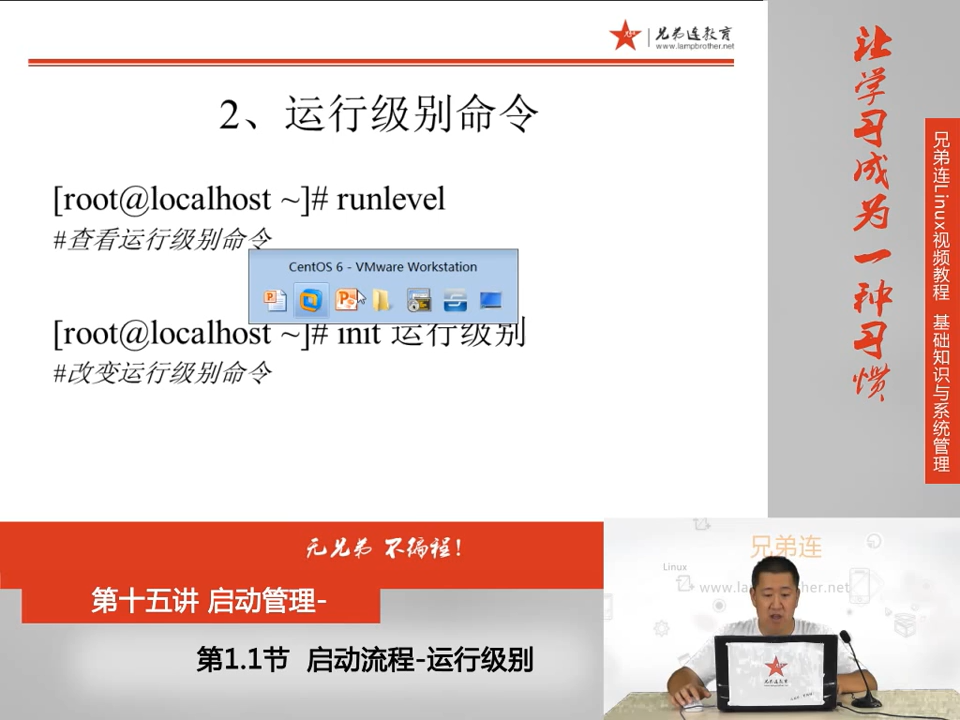 兄弟连教育
www.lampbrother.net
2、运行级别命令
[root@localhost ~]# runlevel
#查看运行级别命令
CentOS 6 - VMware Workstation
[root@localhost ~]# init 运行级别
#改变运行级别命令
让学习成为一种习惯
兄弟连Linux视频教程 基础知识与系统管理
无兄弟 不编程!
第十五讲 启动管理-
第1.1节 启动流程-运行级别
兄弟连
Linux
兄弟连教育